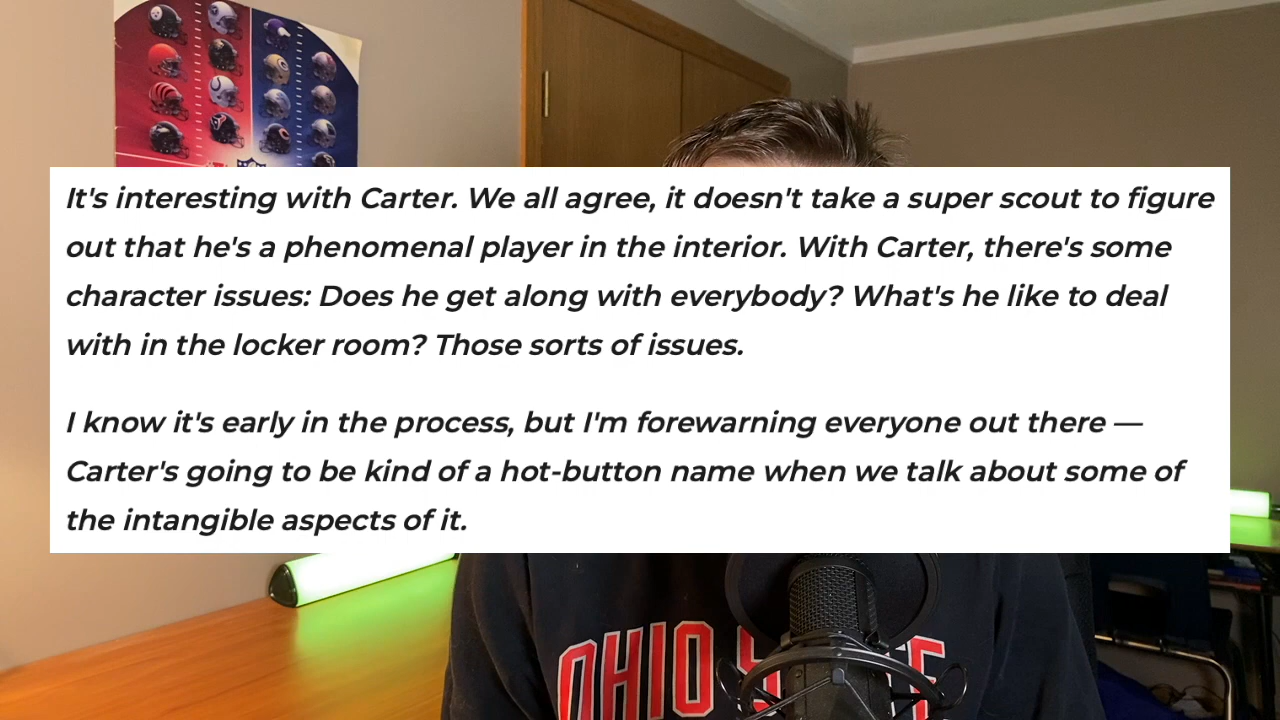 It's interesting with Carter. We all agree, it doesn't take a super scout to figure
out that he's a phenomenal player in the interior. With Carter, there's some
character issues: Does he get along with everybody? What's he like to deal
with in the locker room? Those sorts of issues.
I know it's early in the process, but I'm forewarning everyone out there —
Carter's going to be kind of a hot-button name when we talk about some of
the intangible aspects of it.
OHIO